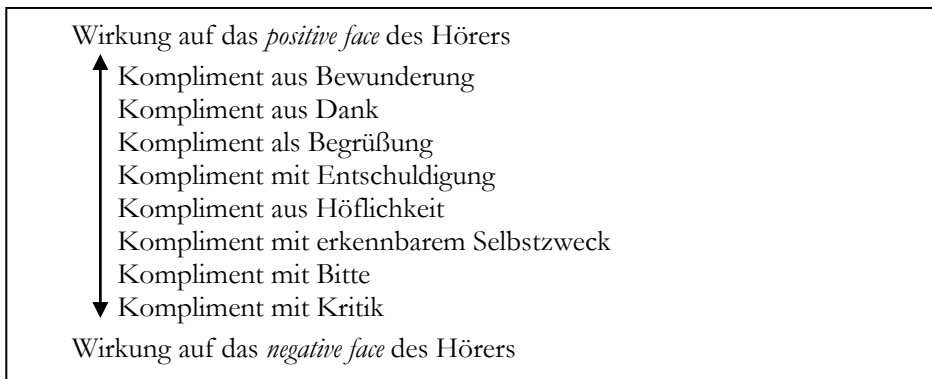 Wirkung auf das positive face des Hörers
Kompliment aus Bewunderung
Kompliment aus Dank
Kompliment als Begrüßung
Kompliment mit Entschuldigung
Kompliment aus Höflichkeit
Kompliment mit erkennbarem Selbstzweck
Kompliment mit Bitte
Kompliment mit Kritik
Wirkung auf das negative face des Hörers